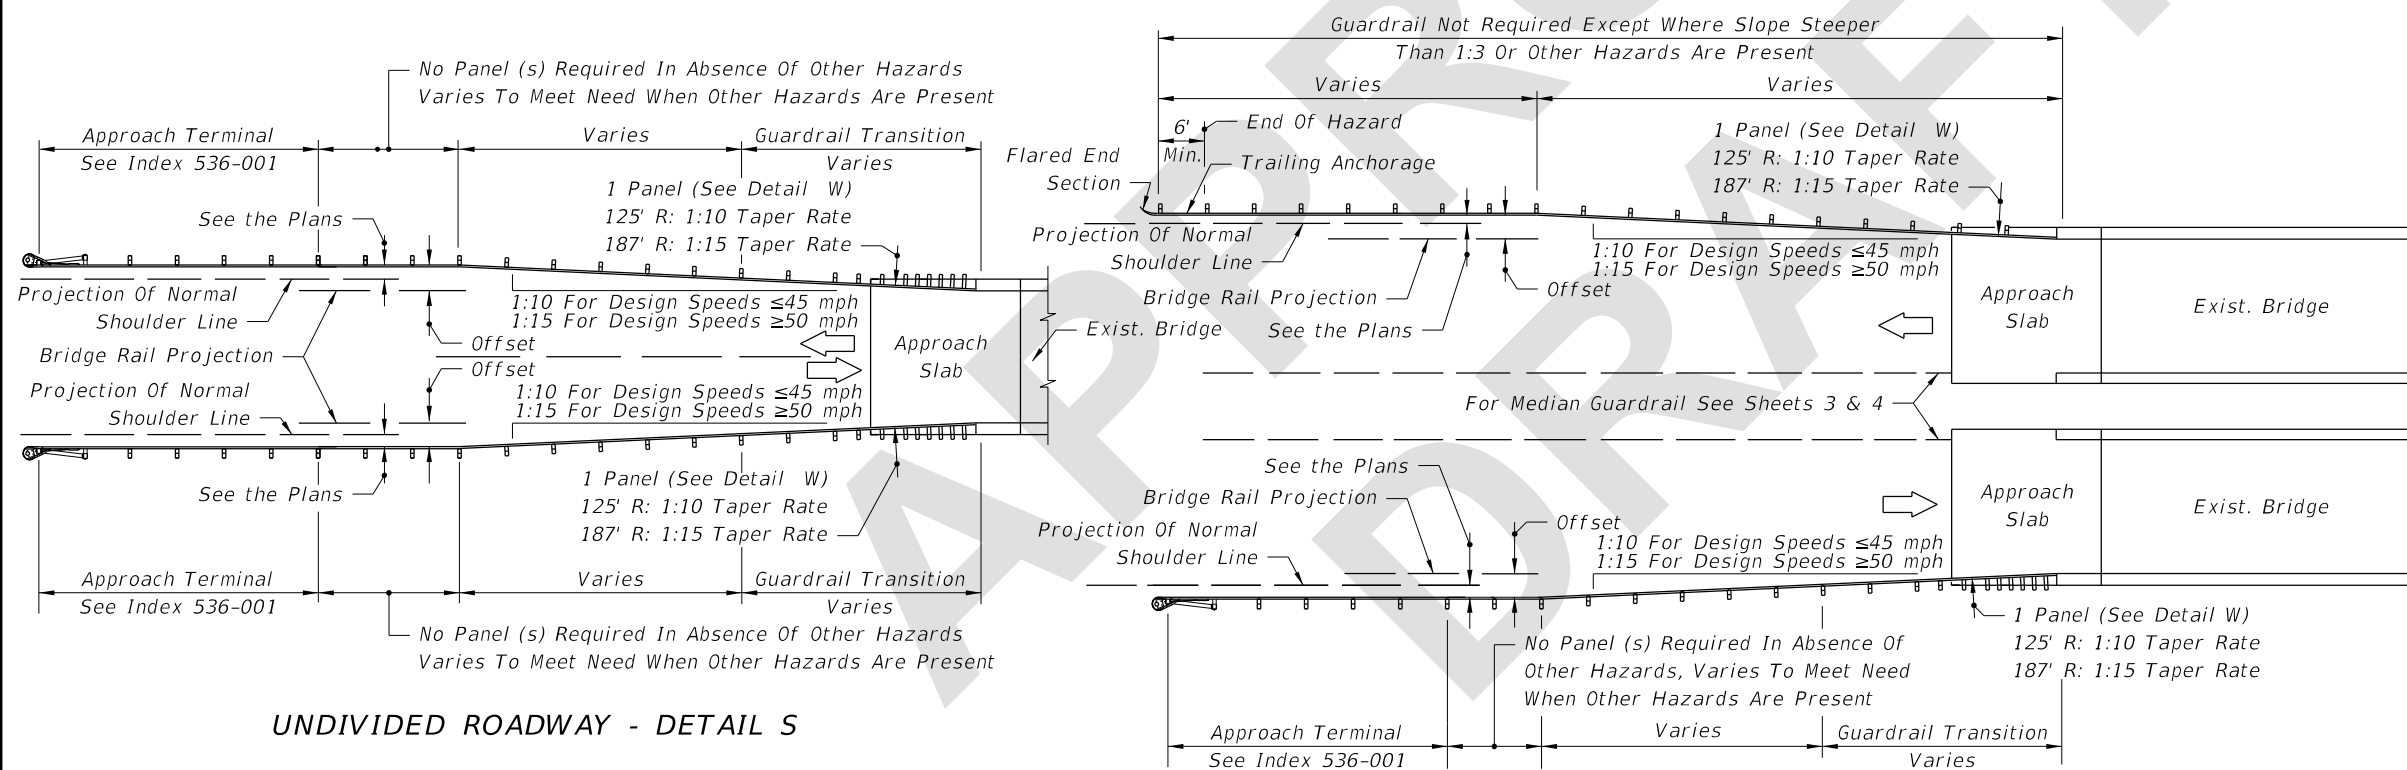 No Panel (s) Required In Absence Of Other Hazards
Varies To Meet Need When Other Hazards Are Present
Approach Terminal
See Index 536-001
Varies
Guardrail Transition
Varies
1 Panel (See Detail W)
125' R: 1:10 Taper Rate
187' R: 1:15 Taper Rate
See the Plans
Projection Of Normal
Shoulder Line
1:10 For Design Speeds ≤45 mph
1:15 For Design Speeds ≥50 mph
Exist. Bridge
Bridge Rail Projection
Offset
Offset
Approach
Slab
Projection Of Normal
Shoulder Line
1:10 For Design Speeds ≤45 mph
1:15 For Design Speeds ≥50 mph
See the Plans
1 Panel (See Detail W)
125' R: 1:10 Taper Rate
187' R: 1:15 Taper Rate
Approach Terminal
See Index 536-001
Varies
Guardrail Transition
Varies
No Panel (s) Required In Absence Of Other Hazards
Varies To Meet Need When Other Hazards Are Present
UNDIVIDED ROADWAY - DETAIL S
Guardrail Not Required Except Where Slope Steeper
Than 1:3 Or Other Hazards Are Present
Varies
Varies
6'
Min.
End Of Hazard
Flared End
Section
Trailing Anchorage
1 Panel (See Detail W)
125' R: 1:10 Taper Rate
187' R: 1:15 Taper Rate
Projection Of Normal
Shoulder Line
1:10 For Design Speeds ≤45 mph
1:15 For Design Speeds ≥50 mph
Bridge Rail Projection
Offset
See the Plans
Approach
Slab
Exist. Bridge
For Median Guardrail See Sheets 3 & 4
See the Plans
Bridge Rail Projection
Projection Of Normal
Shoulder Line
Offset
1:10 For Design Speeds ≤45 mph
1:15 For Design Speeds ≥50 mph
Approach
Slab
Exist. Bridge
1 Panel (See Detail W)
125' R: 1:10 Taper Rate
187' R: 1:15 Taper Rate
No Panel (s) Required In Absence Of
Other Hazards, Varies To Meet Need
When Other Hazards Are Present
Approach Terminal
See Index 536-001
Varies
Guardrail Transition
Varies